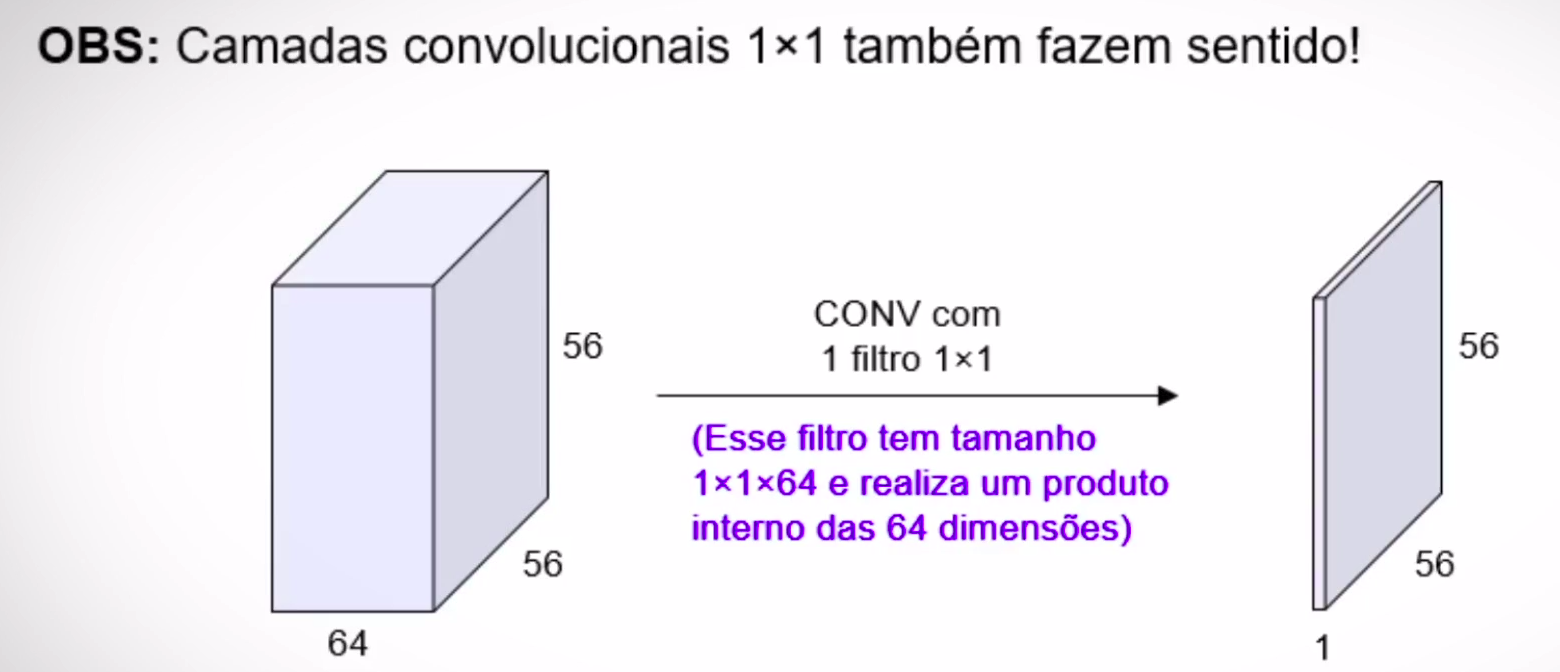 OBS: Camadas convolucionais 1×1 também fazem sentido!
CONV com
1 filtro 1×1
(Esse filtro tem tamanho
1×1×64 e realiza um produto
interno das 64 dimensões)
56
56
64
56
56
1